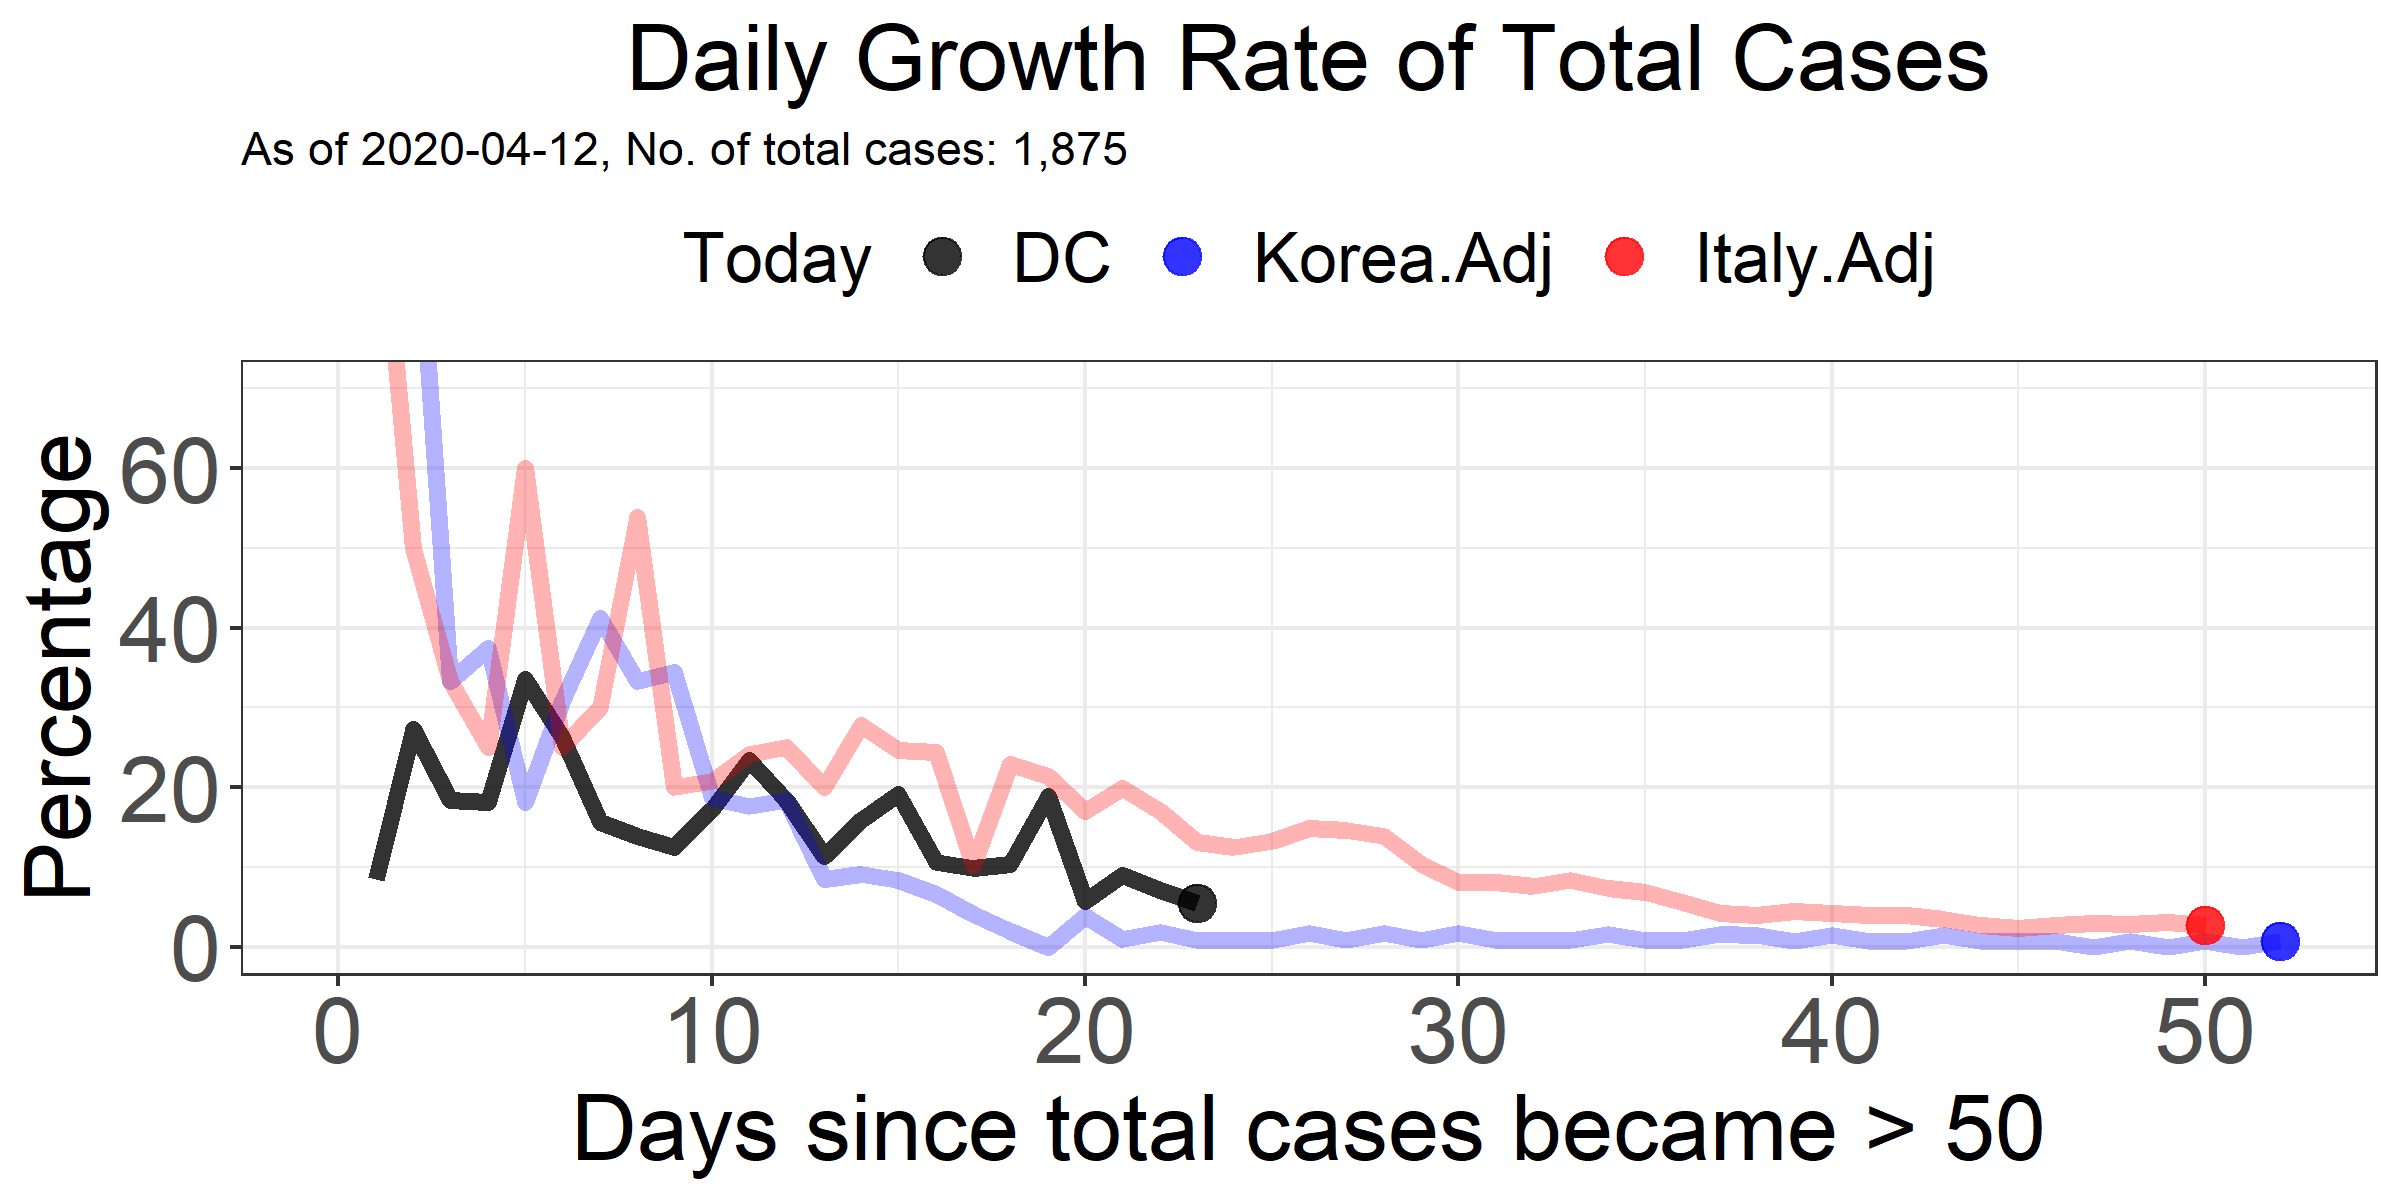 Daily Growth Rate of Total Cases
As of 2020-04-12, No. of total cases: 1,875
Today DC Korea.Adj Italy.Adj
Percentage
60
40
20
0
0 10 20 30 40 50
Days since total cases became > 50